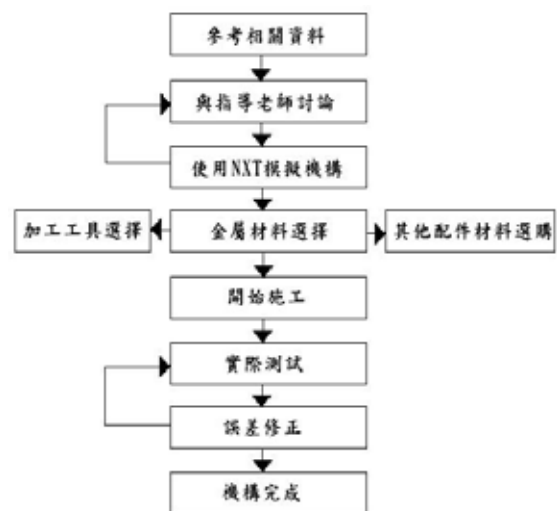 參考相關資料
與指導老師討論
使用NXT模擬機構
加工工具選擇
金屬材料選擇
其他配件材料選購
開始施工
實際測試
誤差修正
機構完成